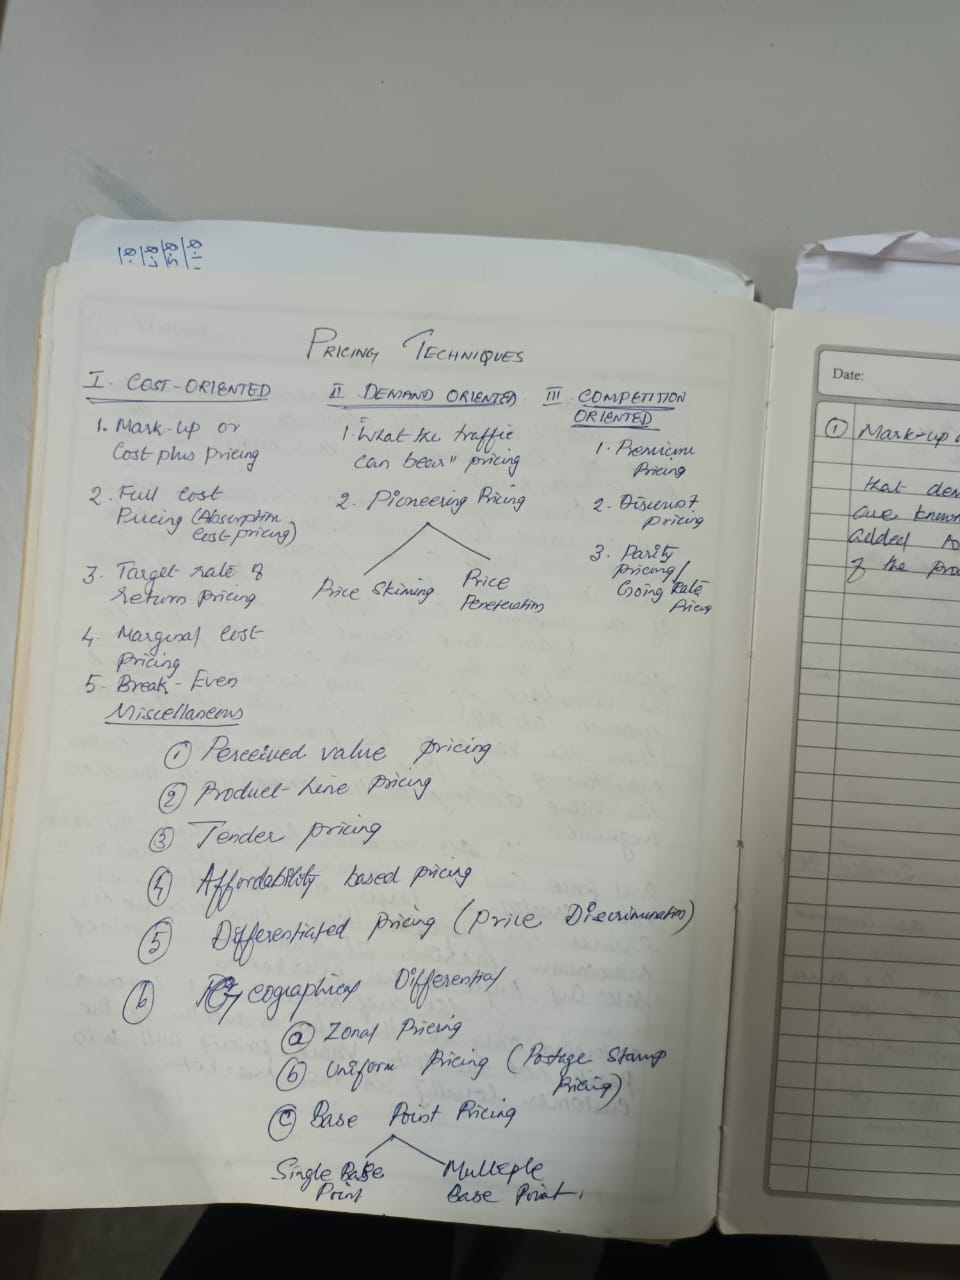 PRICING TECHNIQUES
I. COST-ORIENTED
1. Mark-up or
Cost plus pricing
2. Full cost
Pricing (Absorption
Cost-pricing)
3. Target rate of
return pricing
4. Marginal cost
pricing
5. Break-Even
II DEMAND ORIENTED
1. "What the traffic
can bear" pricing
2. Pioneering Pricing
Price Skiming
Price
Penetration
III COMPETITION
ORIENTED
1. Premium
Pricing
2. Discount
pricing
3. Parity
pricing/
Going Rate
Pricing
Miscellaneous
① Perceived value pricing
② Product-Line Pricing
③ Tender pricing
④ Affordability based pricing
⑤ Differentiated Pricing (Price Discrimination)
⑥ Geographical Differential
ⓐ Zonal Pricing
ⓑ Uniform Pricing (Postage Stamp
Pricing)
ⓒ Base Point Pricing
Single Base
Point
Multiple
Base Point.
Date:
① Mark-up
that
are known
added to
of the